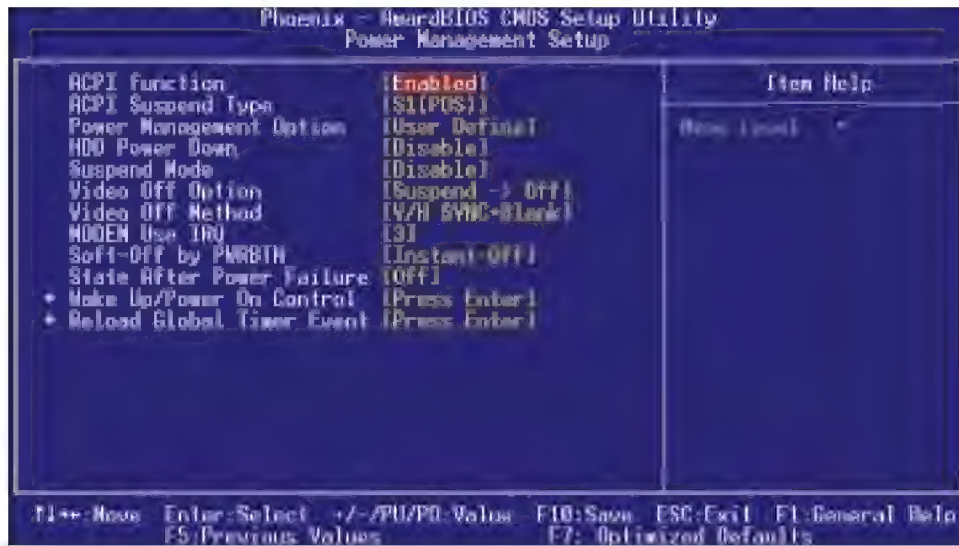 Phoenix - AwardBIOS CMOS Setup Utility
Power Management Setup
ACPI function [Enabled]
ACPI Suspend Type [S1(POS)]
Power Management Option [User Define]
HDD Power Down [Disable]
Suspend Mode [Disable]
Video Off Option [Suspend -> Off]
Video Off Method [V/H SYNC+Blank]
MODEM Use IRQ [3]
Soft-Off by PWRBTN [Instant-Off]
State After Power Failure [Off]
Wake Up/Power On Control [Press Enter]
Reload Global Timer Event [Press Enter]
Item Help
Menu Level
↑↓→←:Move Enter:Select +/-/PU/PD:Value F10:Save ESC:Exit F1:General Help
F5:Previous Values F7: Optimized Defaults